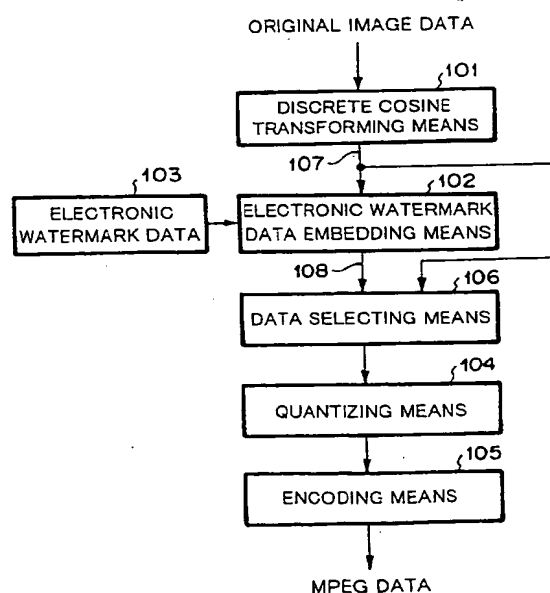 ORIGINAL IMAGE DATA
101
DISCRETE COSINE
TRANSFORMING MEANS
107
103
102
ELECTRONIC
WATERMARK DATA
ELECTRONIC WATERMARK
DATA EMBEDDING MEANS
108
106
DATA SELECTING MEANS
104
QUANTIZING MEANS
105
ENCODING MEANS
MPEG DATA